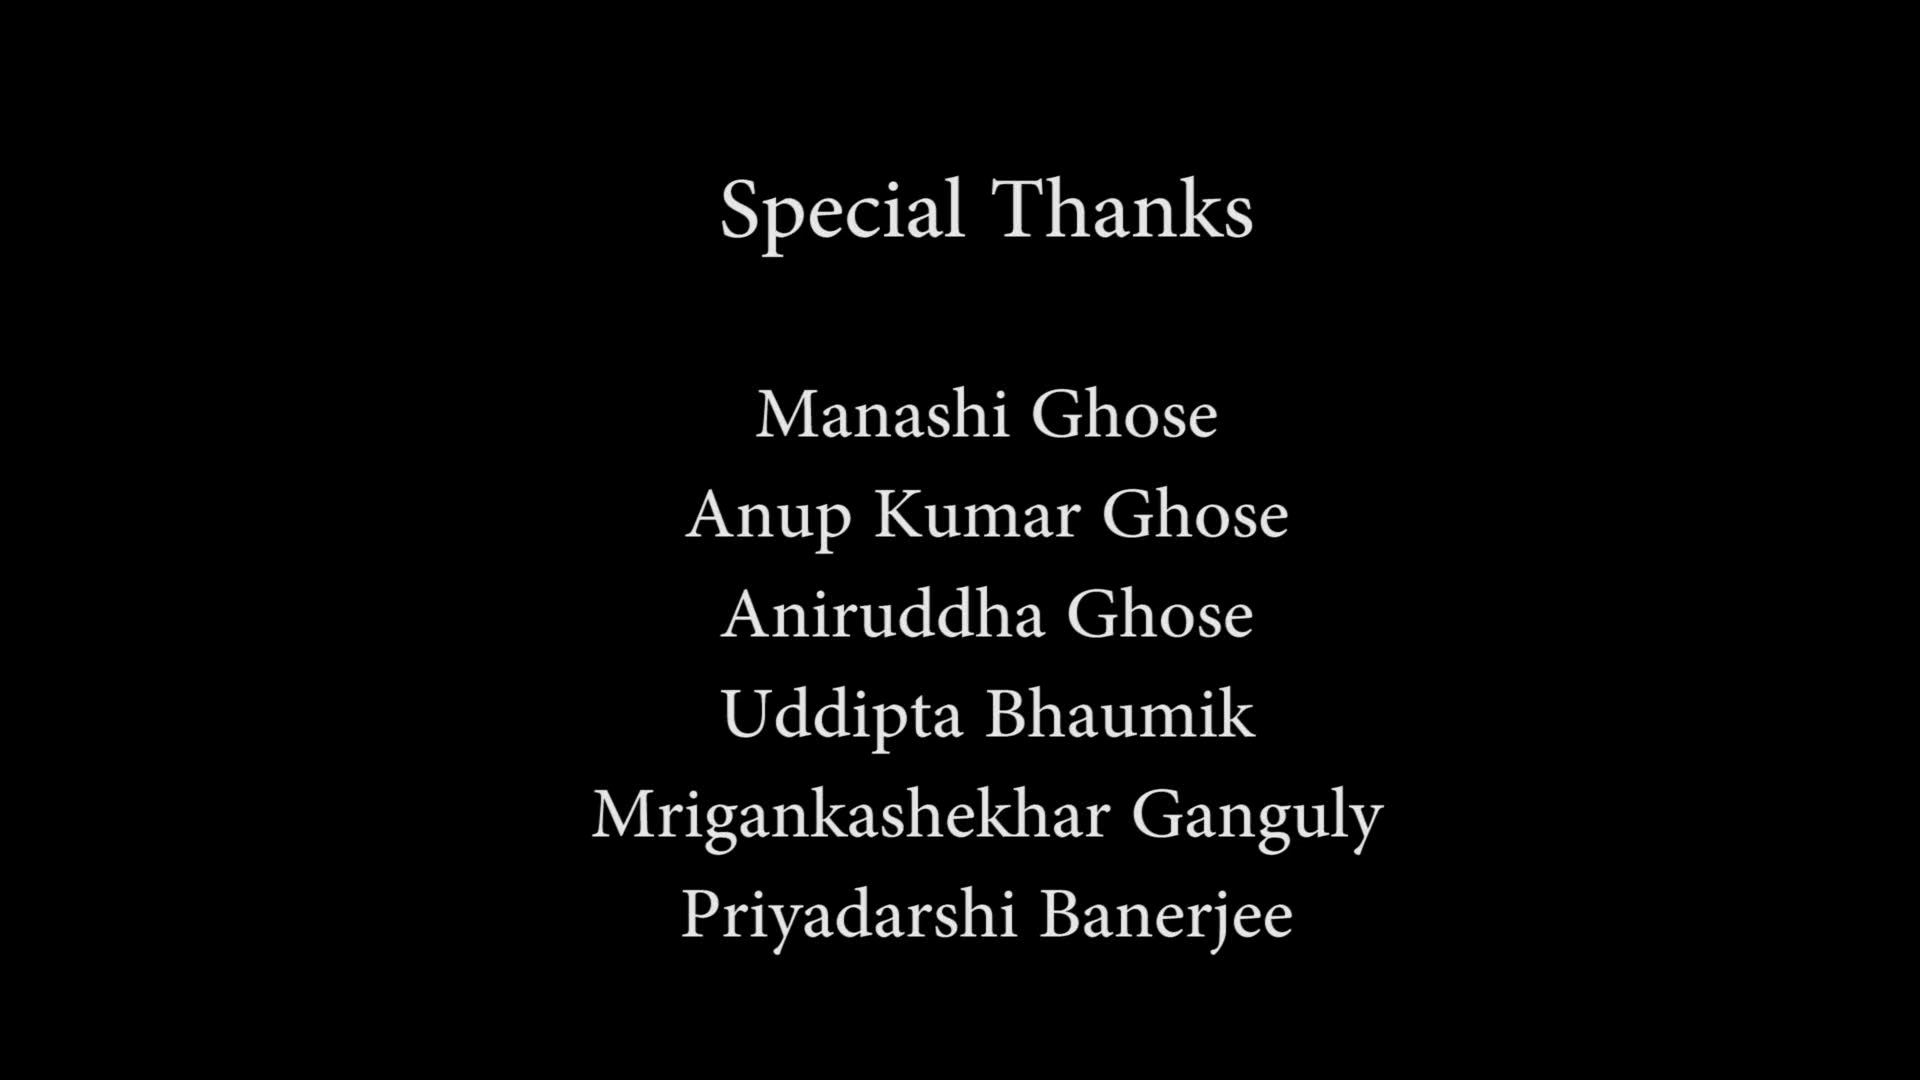 Special Thanks
Manashi Ghose
Anup Kumar Ghose
Aniruddha Ghose
Uddipta Bhaumik
Mrigankashekhar Ganguly
Priyadarshi Banerjee